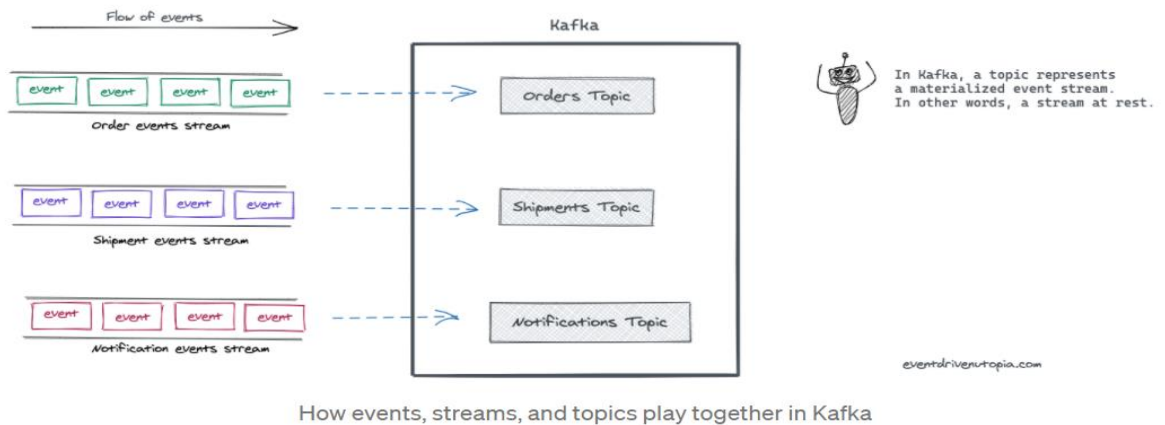 Flow of events
Kafka
event event event event
Orders Topic
Order events stream
In Kafka, a topic represents
a materialized event stream.
In other words, a stream at rest.
event event event event
Shipments Topic
Shipment events stream
event event event event
Notifications Topic
Notification events stream
eventdrivenutopia.com
How events, streams, and topics play together in Kafka